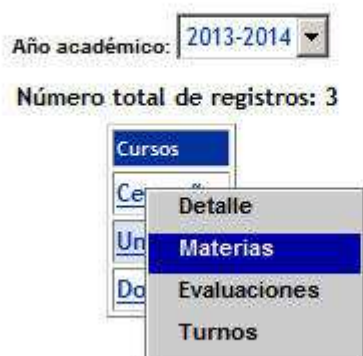 Año académico: 2013-2014
Número total de registros: 3
Cursos
Detalle
Materias
Evaluaciones
Turnos